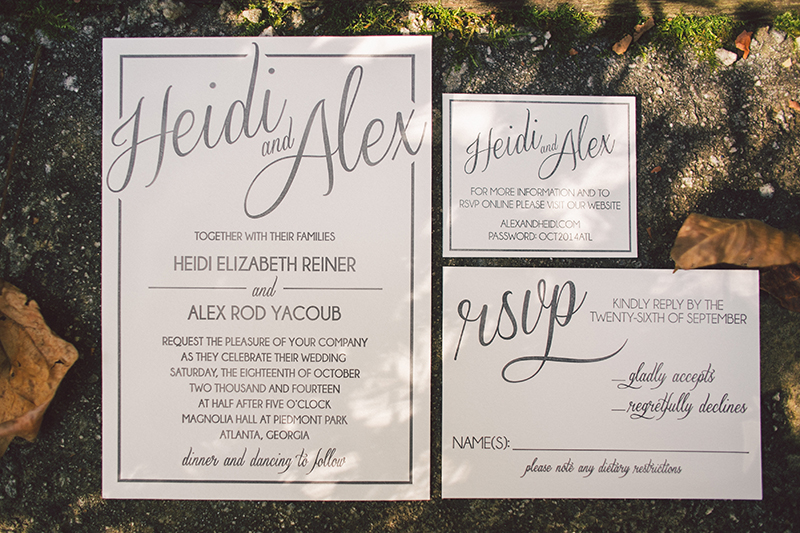 Heidi and Alex
TOGETHER WITH THEIR FAMILIES
HEIDI ELIZABETH REINER
and
ALEX ROD YACOUB
REQUEST THE PLEASURE OF YOUR COMPANY
AS THEY CELEBRATE THEIR WEDDING
SATURDAY, THE EIGHTEENTH OF OCTOBER
TWO THOUSAND AND FOURTEEN
AT HALF AFTER FIVE O'CLOCK
MAGNOLIA HALL AT PIEDMONT PARK
ATLANTA, GEORGIA
dinner and dancing to follow
Heidi and Alex
FOR MORE INFORMATION AND TO
RSVP ONLINE PLEASE VISIT OUR WEBSITE
ALEXANDHEIDI.COM
PASSWORD: OCT2014ATL
rsvp
KINDLY REPLY BY THE
TWENTY-SIXTH OF SEPTEMBER
__gladly accepts
__regretfully declines
NAME(S):
please note any dietary restrictions